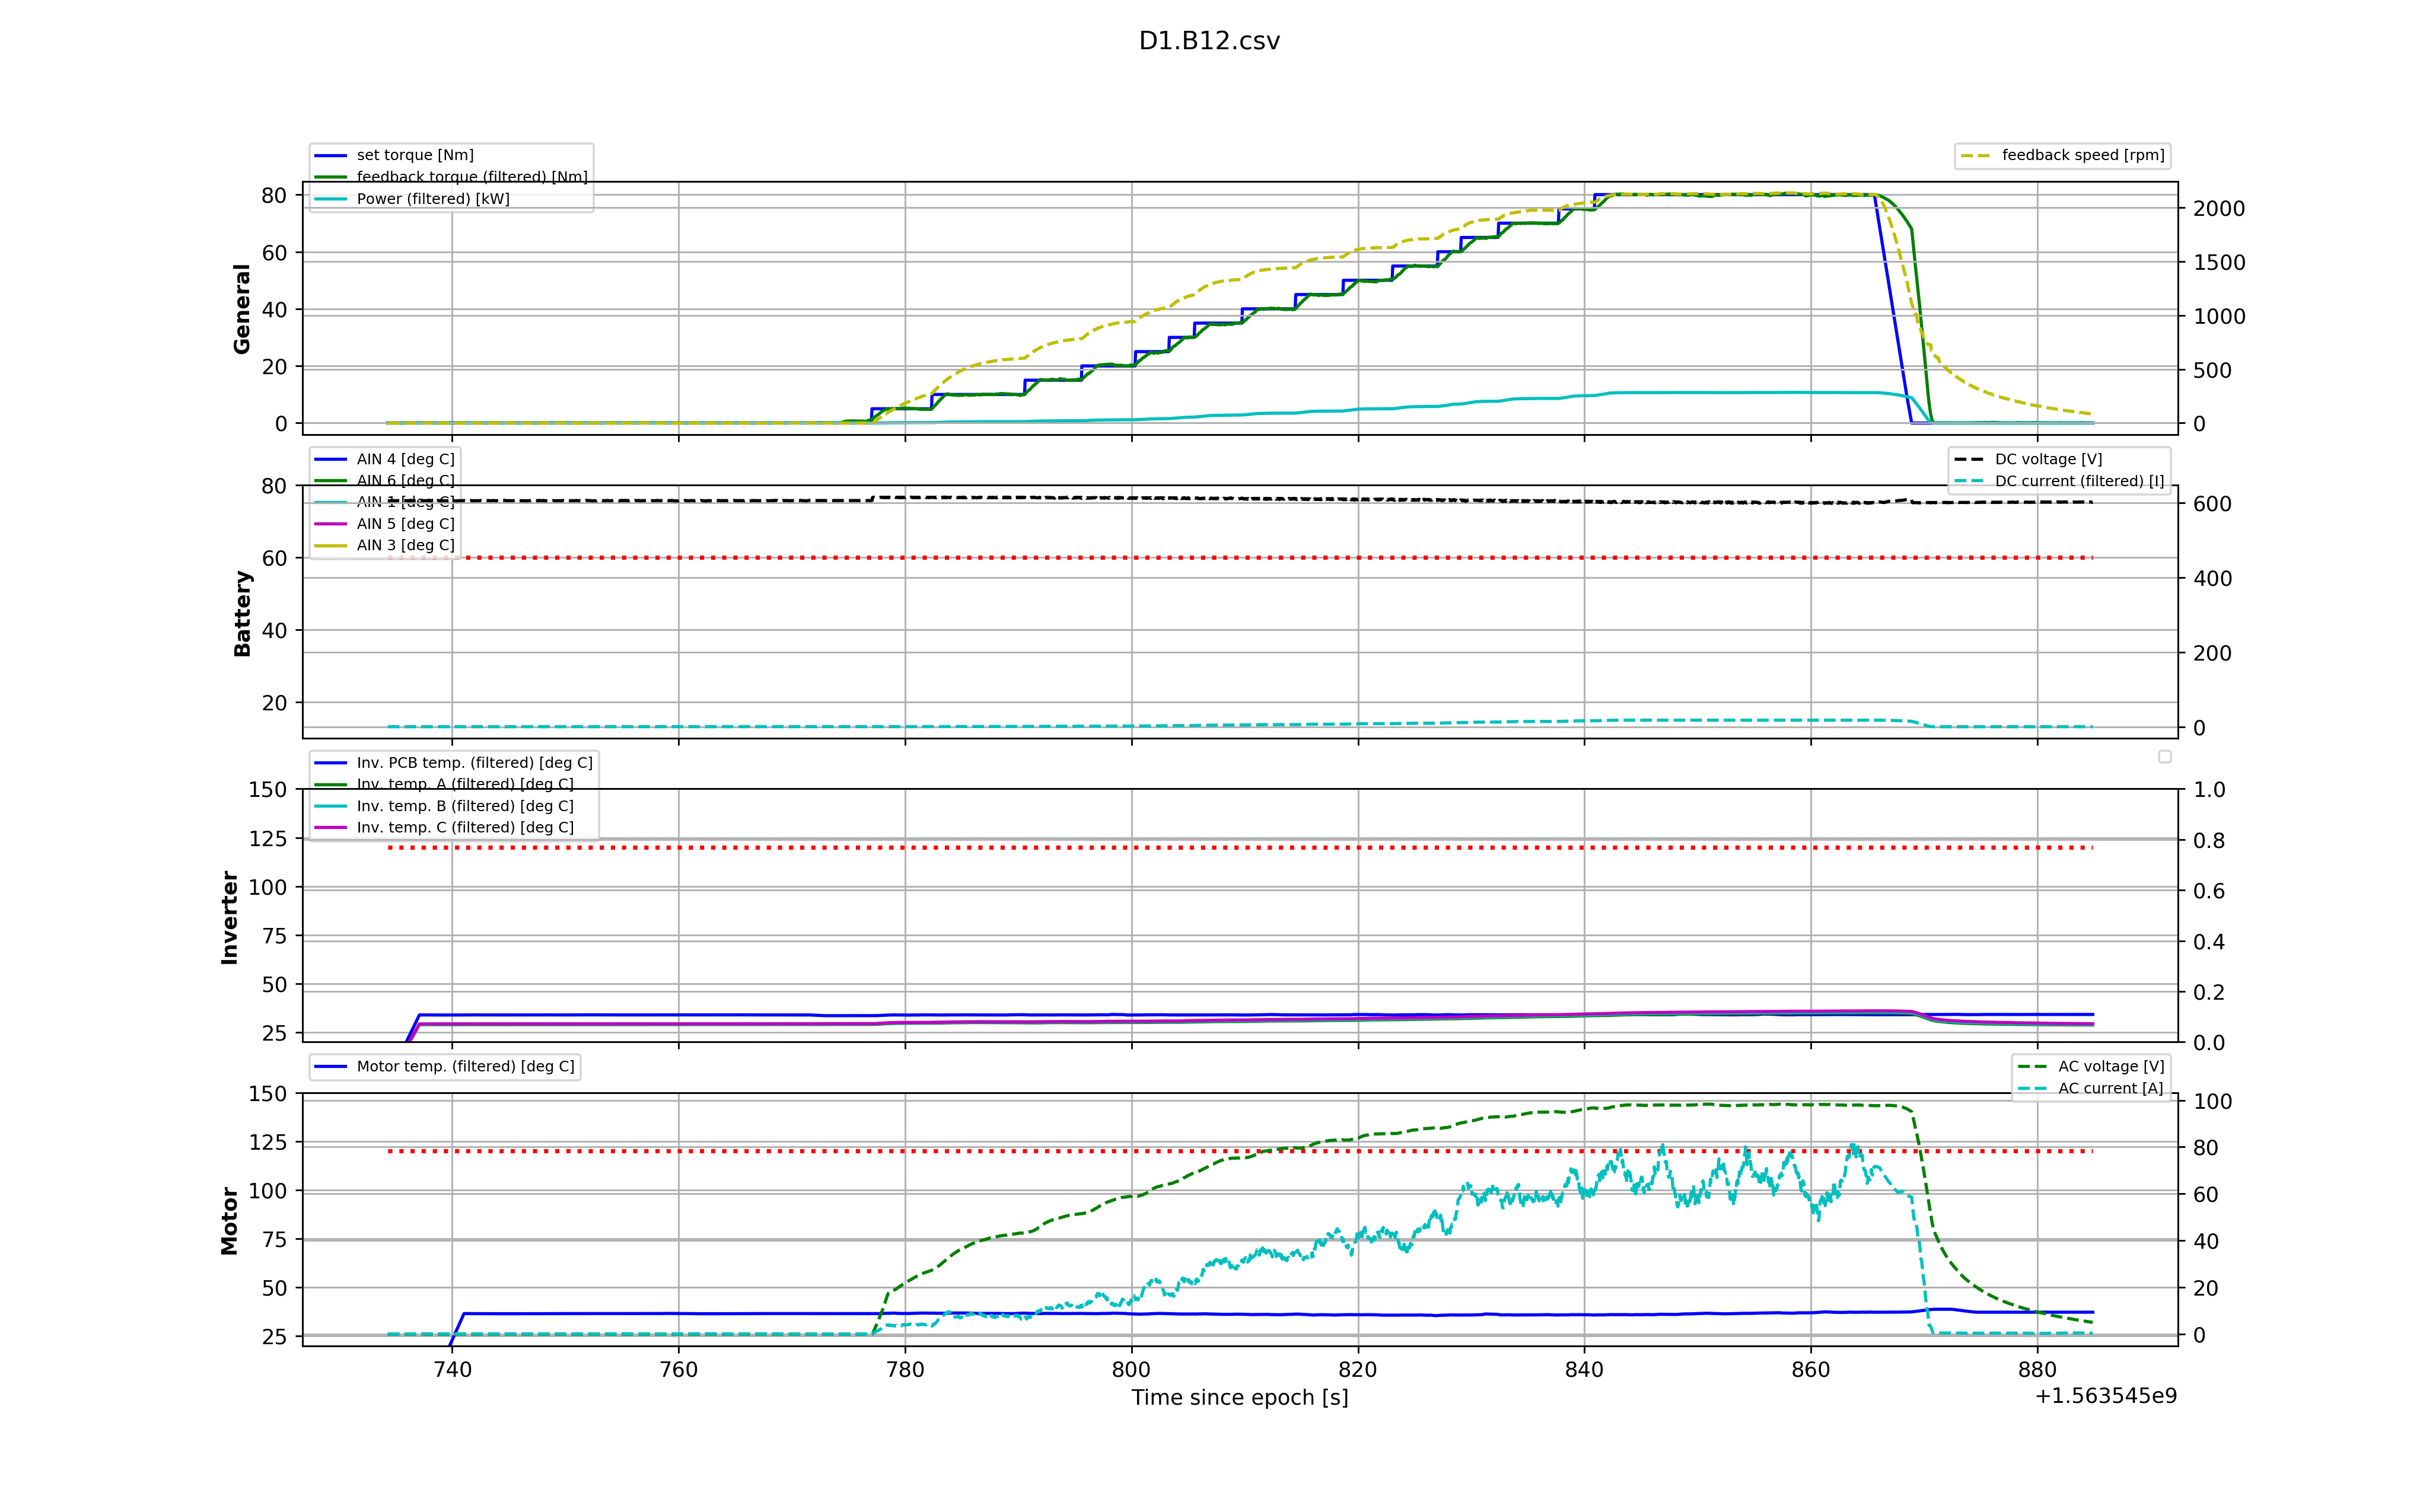 D1.B12.csv
set torque [Nm]
feedback torque (filtered) [Nm]
Power (filtered) [kW]
feedback speed [rpm]
General
80
60
40
20
0
2000
1500
1000
500
0
AIN 4 [deg C]
AIN 6 [deg C]
AIN 1 [deg C]
AIN 5 [deg C]
AIN 3 [deg C]
DC voltage [V]
DC current (filtered) [I]
Battery
80
60
40
20
600
400
200
0
Inv. PCB temp. (filtered) [deg C]
Inv. temp. A (filtered) [deg C]
Inv. temp. B (filtered) [deg C]
Inv. temp. C (filtered) [deg C]
Inverter
150
125
100
75
50
25
1.0
0.8
0.6
0.4
0.2
0.0
Motor temp. (filtered) [deg C]
AC voltage [V]
AC current [A]
Motor
150
125
100
75
50
25
100
80
60
40
20
0
740 760 780 800 820 840 860 880
Time since epoch [s]
+1.563545e9